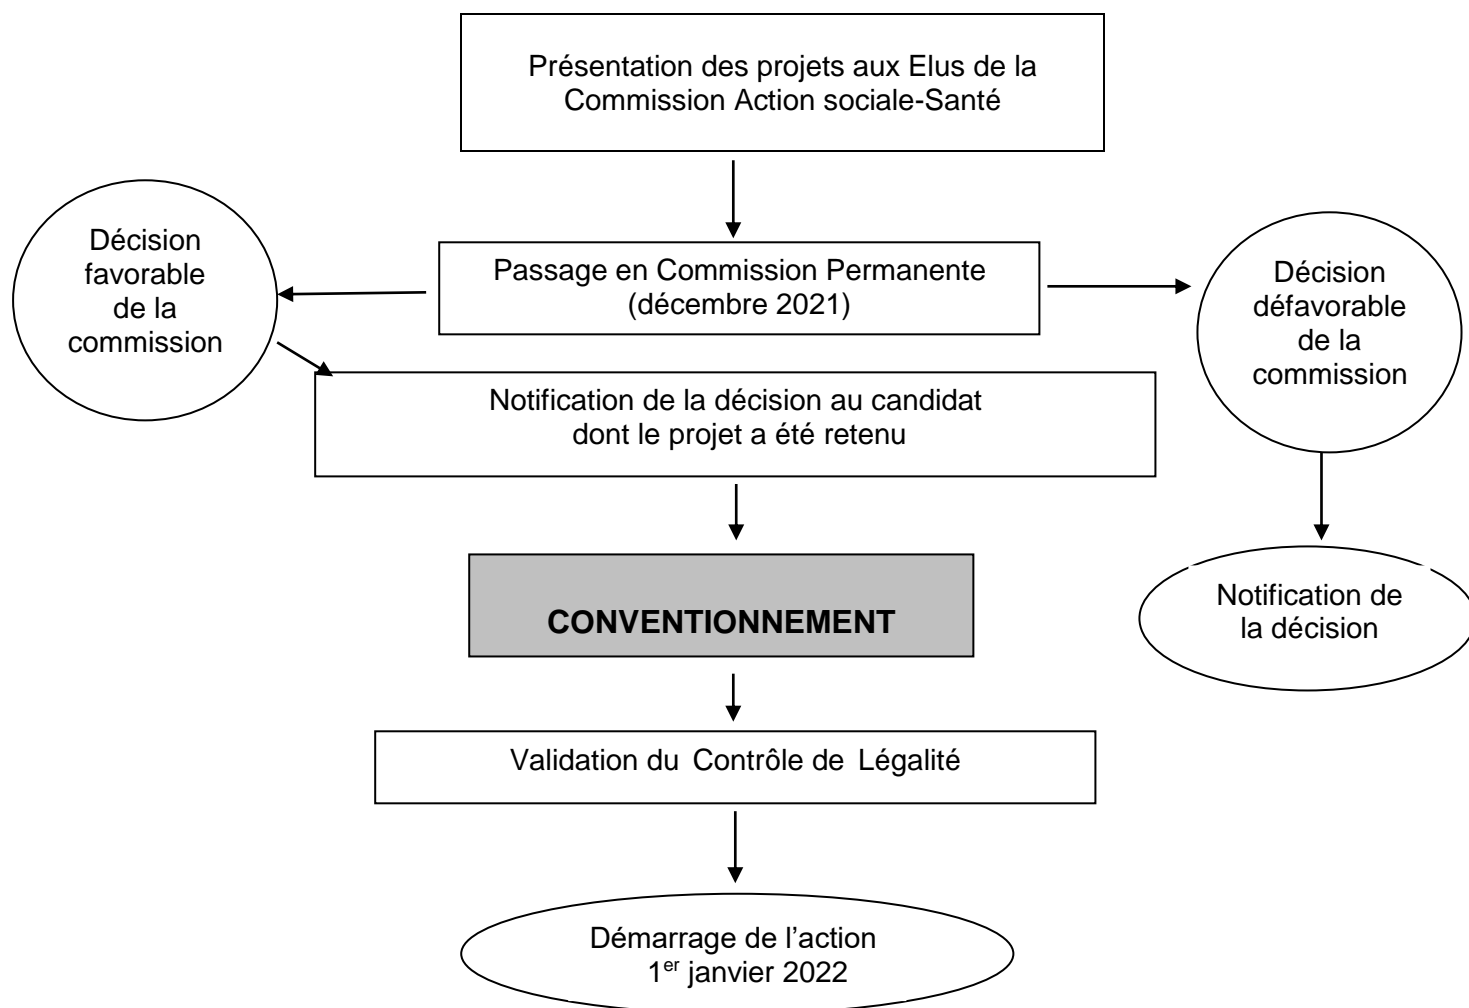 Présentation des projets aux Elus de la
Commission Action sociale-Santé
Décision
favorable
de la
commission
Passage en Commission Permanente
(décembre 2021)
Décision
défavorable
de la
commission
Notification de la décision au candidat
dont le projet a été retenu
CONVENTIONNEMENT
Notification de
la décision
Validation du Contrôle de Légalité
Démarrage de l’action
1er janvier 2022